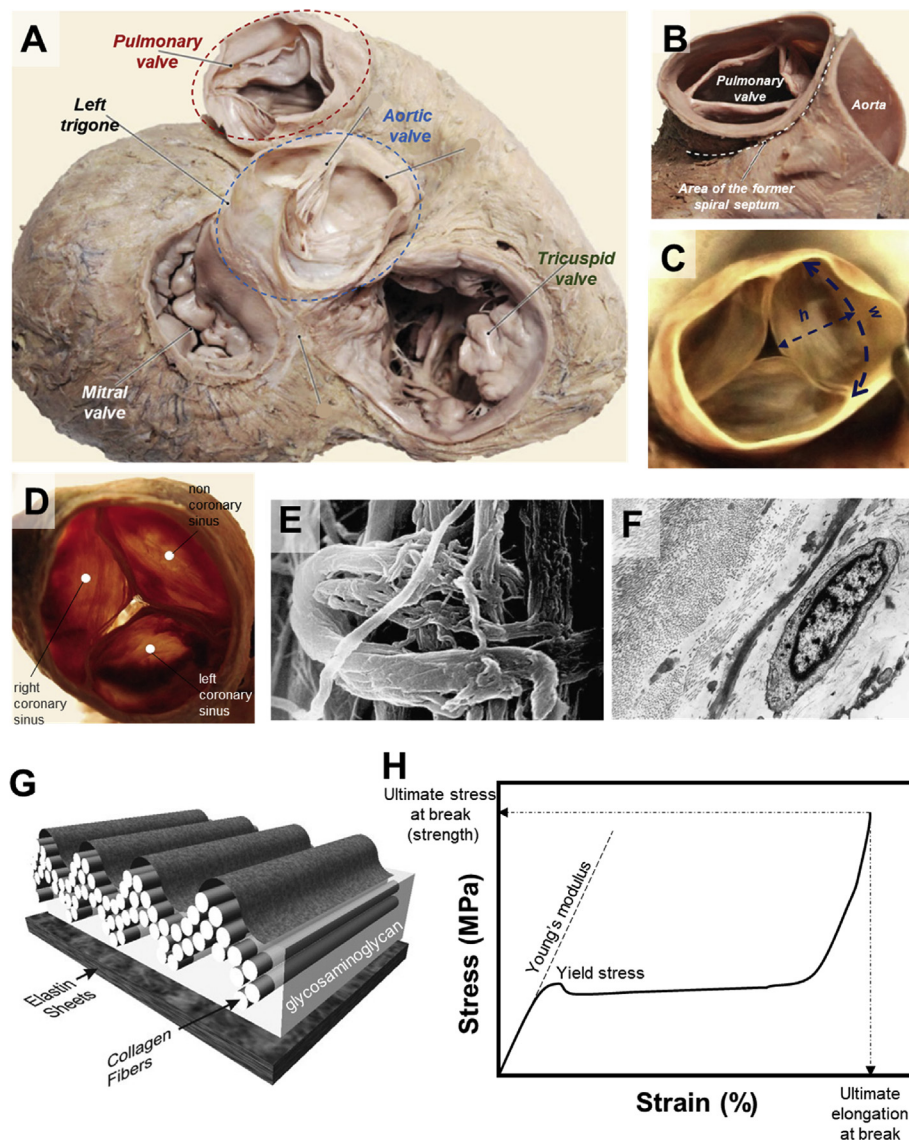 A
Pulmonary
valve
Left
trigone
Aortic
valve
Tricuspid
valve
Mitral
valve
B
Pulmonary
valve
Aorta
Area of the former
spiral septum
C
h
w
D
non
coronary
sinus
right
coronary
sinus
left
coronary
sinus
E
F
G
Elastin
Sheets
Collagen
Fibers
glycosaminoglycan
H
Ultimate stress
at break
(strength)
Young's modulus
Yield stress
Stress (MPa)
Strain (%)
Ultimate
elongation
at break